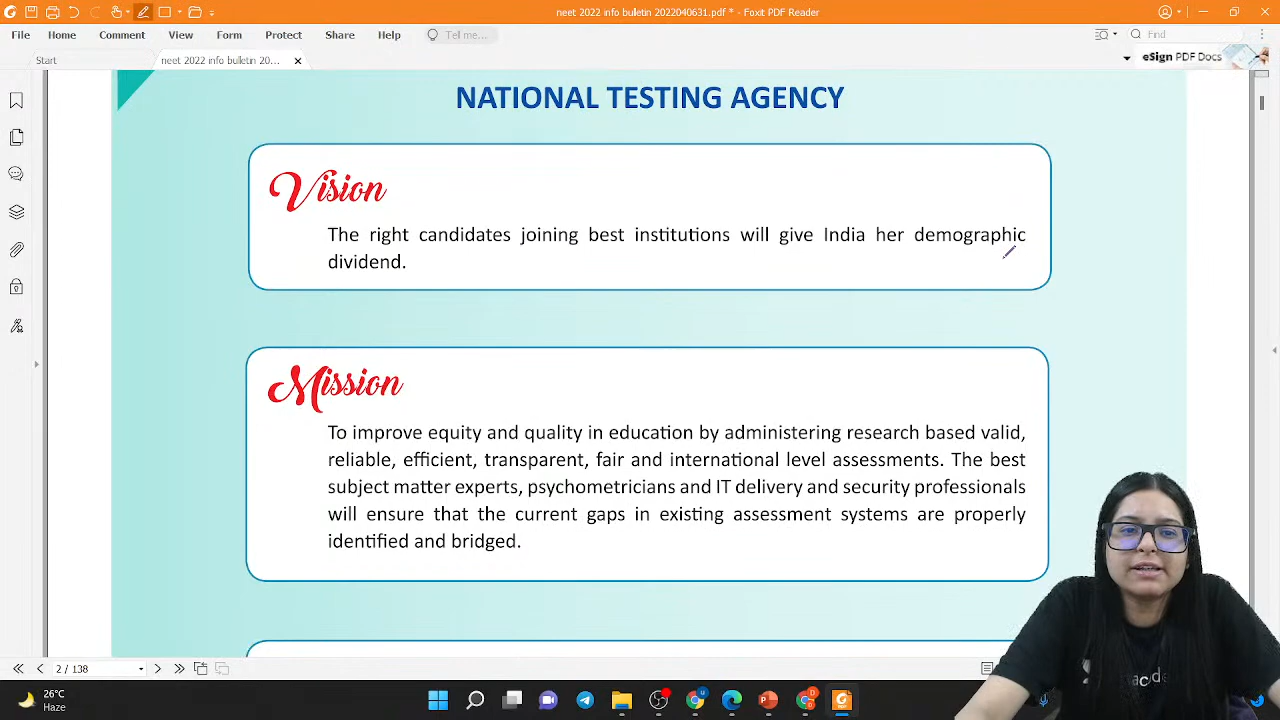 neet 2022 info buletin 2022040631.pdf * - Foxit PDF Reader
File Home Comment View Form Protect Share Help Tell me... Find
Start neet 2022 info buletin 20... eSign PDF Docs
NATIONAL TESTING AGENCY
Vision
The right candidates joining best institutions will give India her demographic
dividend.
Mission
To improve equity and quality in education by administering research based valid,
reliable, efficient, transparent, fair and international level assessments. The best
subject matter experts, psychometricians and IT delivery and security professionals
will ensure that the current gaps in existing assessment systems are properly
identified and bridged.
2 / 138
26°C
Haze